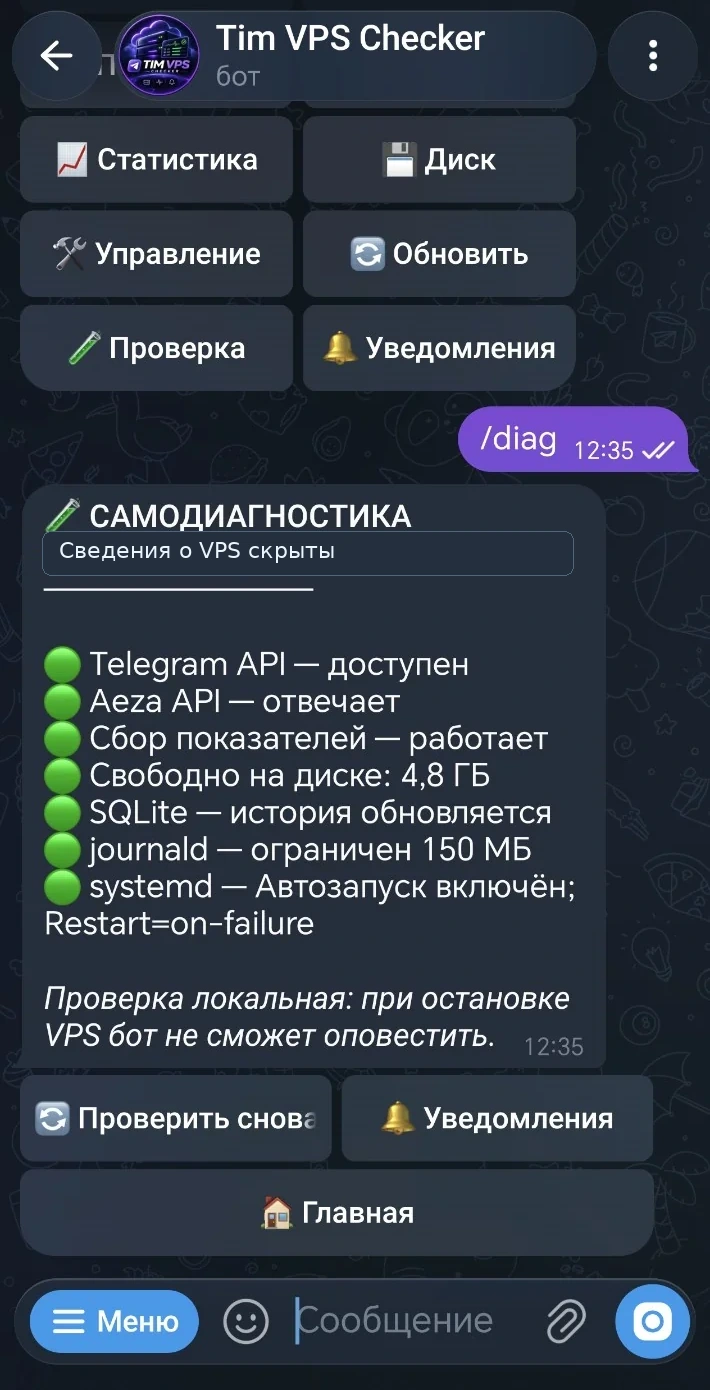 Tim VPS Checker
бот
Статистика
Диск
Управление
Обновить
Проверка
Уведомления
/diag 12:35
САМОДИАГНОСТИКА
Сведения о VPS скрыты
Telegram API — доступен
Aeza API — отвечает
Сбор показателей — работает
Свободно на диске: 4,8 ГБ
SQLite — история обновляется
journald — ограничен 150 МБ
systemd — Автозапуск включён;
Restart=on-failure
Проверка локальная: при остановке
VPS бот не сможет оповестить. 12:35
Проверить снова
Уведомления
Главная
Меню
Сообщение